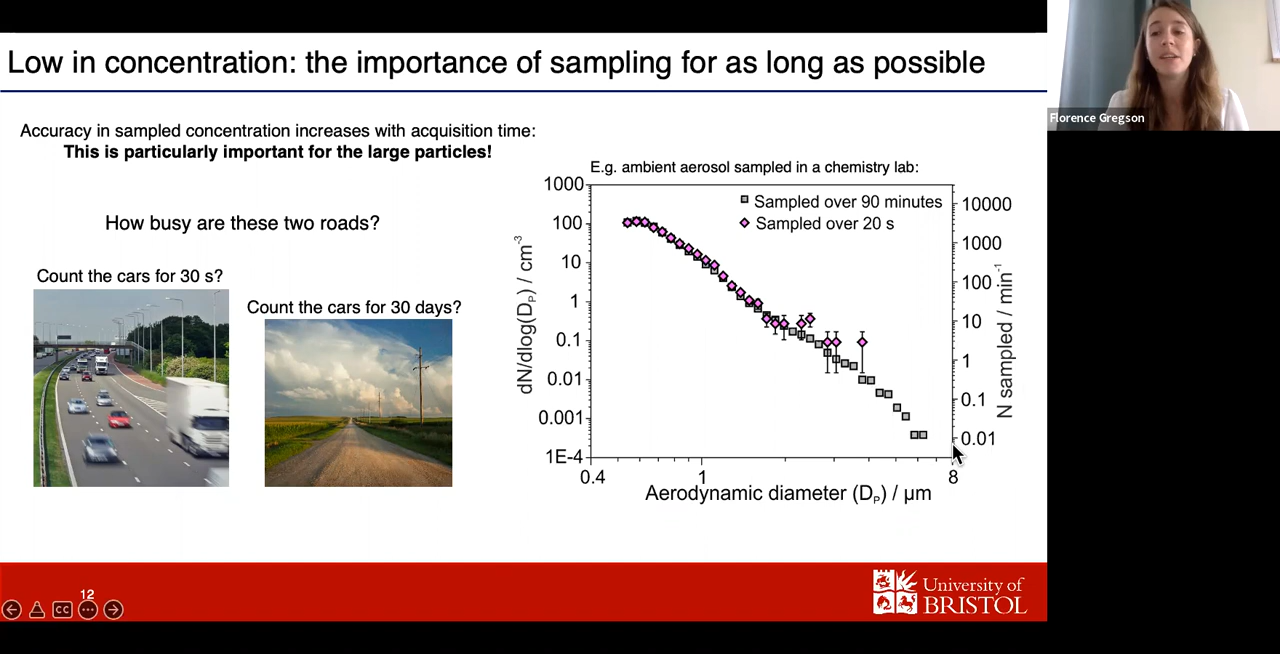 Low in concentration: the importance of sampling for as long as possible
Florence Gregson
Accuracy in sampled concentration increases with acquisition time:
This is particularly important for the large particles!
How busy are these two roads?
Count the cars for 30 s?
Count the cars for 30 days?
E.g. ambient aerosol sampled in a chemistry lab:
Sampled over 90 minutes
Sampled over 20 s
dN/dlog(Dₚ) / cm⁻³
1000
100
10
1
0.1
0.01
0.001
1E-4
N sampled / min⁻¹
10000
1000
100
10
1
0.1
0.01
0.4
1
8
Aerodynamic diameter (Dₚ) / µm
12
CC
University of
BRISTOL